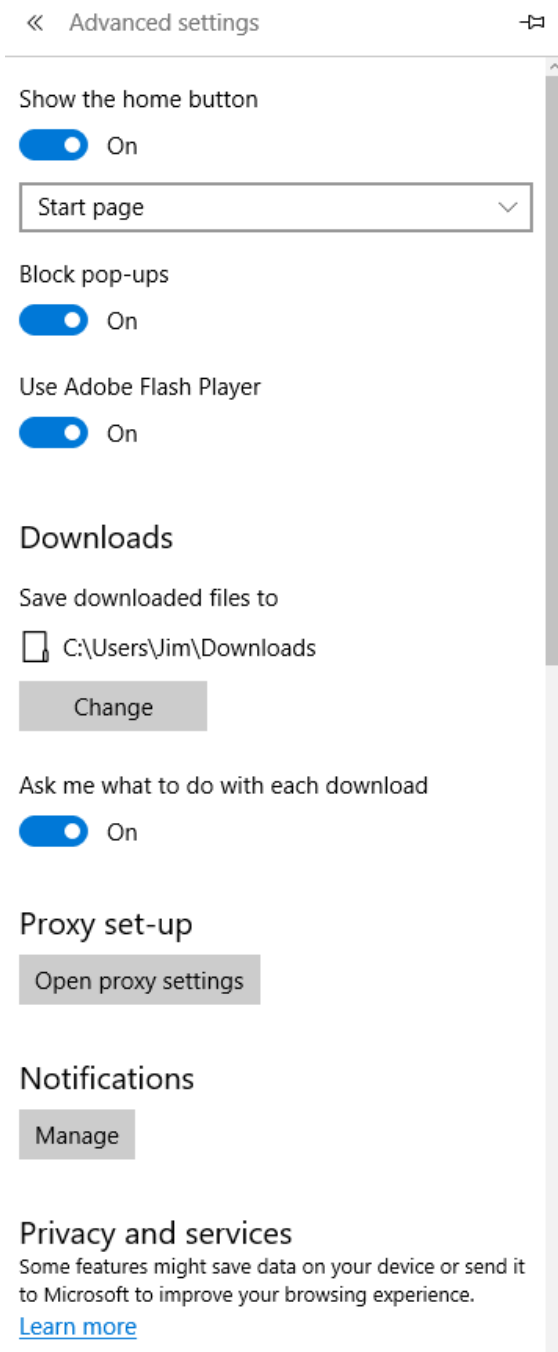 Advanced settings
Show the home button
On
Start page
Block pop-ups
On
Use Adobe Flash Player
On
Downloads
Save downloaded files to
C:\Users\Jim\Downloads
Change
Ask me what to do with each download
On
Proxy set-up
Open proxy settings
Notifications
Manage
Privacy and services
Some features might save data on your device or send it
to Microsoft to improve your browsing experience.
Learn more